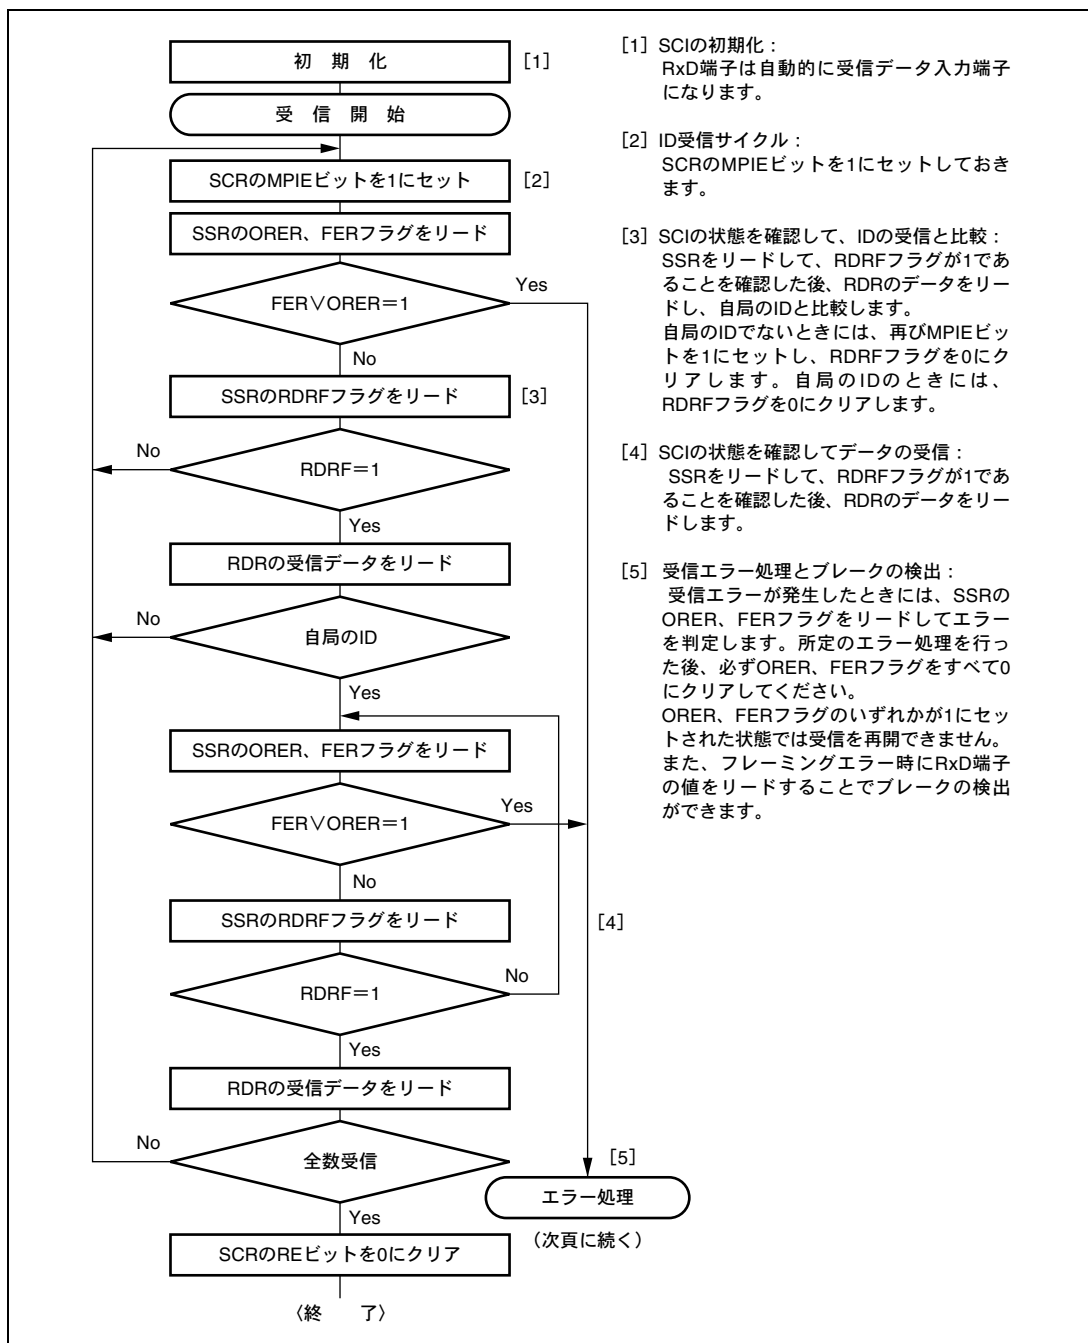 初　期　化
[1]
受　信　開　始
SCRのMPIEビットを1にセット
[2]
SSRのORER、FERフラグをリード
FER∨ORER＝1
Yes
No
SSRのRDRFフラグをリード
[3]
No
RDRF＝1
Yes
RDRの受信データをリード
No
自局のID
Yes
SSRのORER、FERフラグをリード
FER∨ORER＝1
Yes
No
SSRのRDRFフラグをリード
[4]
No
RDRF＝1
Yes
RDRの受信データをリード
No
全数受信
[5]
エラー処理
Yes
（次頁に続く）
SCRのREビットを0にクリア
〈終　　了〉
[1] SCIの初期化：
RxD端子は自動的に受信データ入力端子
になります。
[2] ID受信サイクル：
SCRのMPIEビットを1にセットしておき
ます。
[3] SCIの状態を確認して、IDの受信と比較：
SSRをリードして、RDRFフラグが1であ
ることを確認した後、RDRのデータをリー
ドし、自局のIDと比較します。
自局のIDでないときには、再びMPIEビッ
トを1にセットし、RDRFフラグを0にク
リアします。自局のIDのときには、
RDRFフラグを0にクリアします。
[4] SCIの状態を確認してデータの受信：
SSRをリードして、RDRFフラグが1であ
ることを確認した後、RDRのデータをリー
ドします。
[5] 受信エラー処理とブレークの検出：
受信エラーが発生したときには、SSRの
ORER、FERフラグをリードしてエラー
を判定します。所定のエラー処理を行っ
た後、必ずORER、FERフラグをすべて0
にクリアしてください。
ORER、FERフラグのいずれかが1にセッ
トされた状態では受信を再開できません。
また、フレーミングエラー時にRxD端子
の値をリードすることでブレークの検出
ができます。